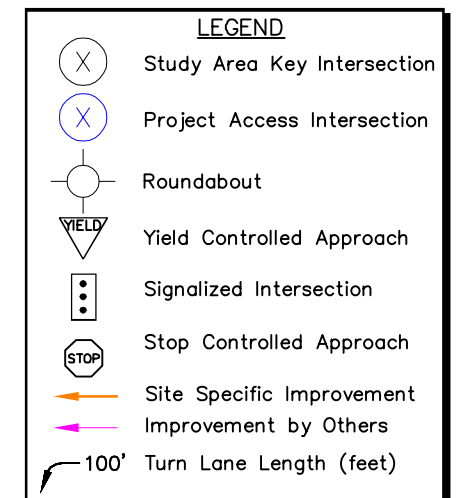 LEGEND
X Study Area Key Intersection
X Project Access Intersection
Roundabout
YIELD Yield Controlled Approach
Signalized Intersection
STOP Stop Controlled Approach
Site Specific Improvement
Improvement by Others
100' Turn Lane Length (feet)